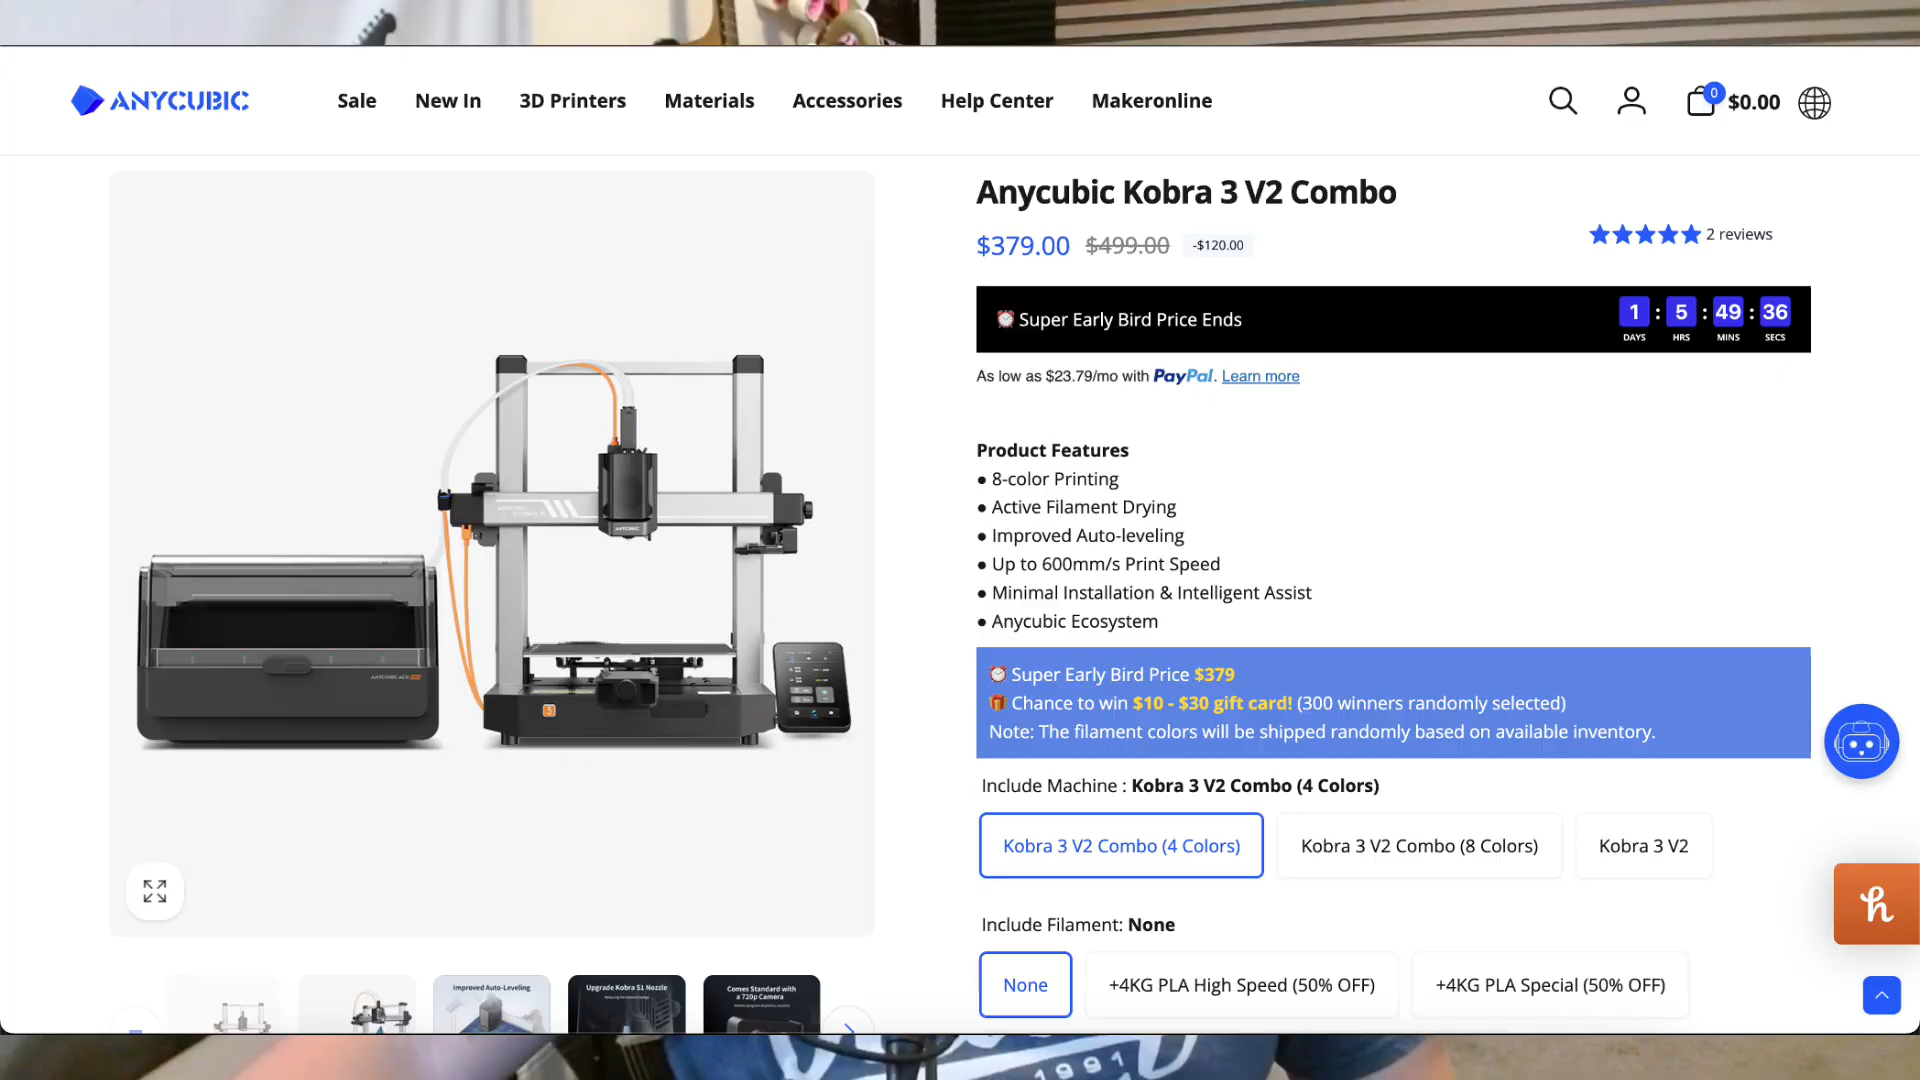 ANYCUBIC
Sale
New In
3D Printers
Materials
Accessories
Help Center
Makeronline
0
$0.00
Anycubic Kobra 3 V2 Combo
$379.00 $499.00 -$120.00
2 reviews
Super Early Bird Price Ends
1 : 5 : 49 : 36
DAYS HRS MINS SECS
As low as $23.79/mo with PayPal. Learn more
Product Features
● 8-color Printing
● Active Filament Drying
● Improved Auto-leveling
● Up to 600mm/s Print Speed
● Minimal Installation & Intelligent Assist
● Anycubic Ecosystem
Super Early Bird Price $379
Chance to win $10 - $30 gift card! (300 winners randomly selected)
Note: The filament colors will be shipped randomly based on available inventory.
Include Machine : Kobra 3 V2 Combo (4 Colors)
Kobra 3 V2 Combo (4 Colors)
Kobra 3 V2 Combo (8 Colors)
Kobra 3 V2
Include Filament: None
None
+4KG PLA High Speed (50% OFF)
+4KG PLA Special (50% OFF)
ANYCUBIC
Improved Auto-Leveling
Upgrade Kobra S1 Nozzle
Comes Standard with
a 720p Camera
h
1991